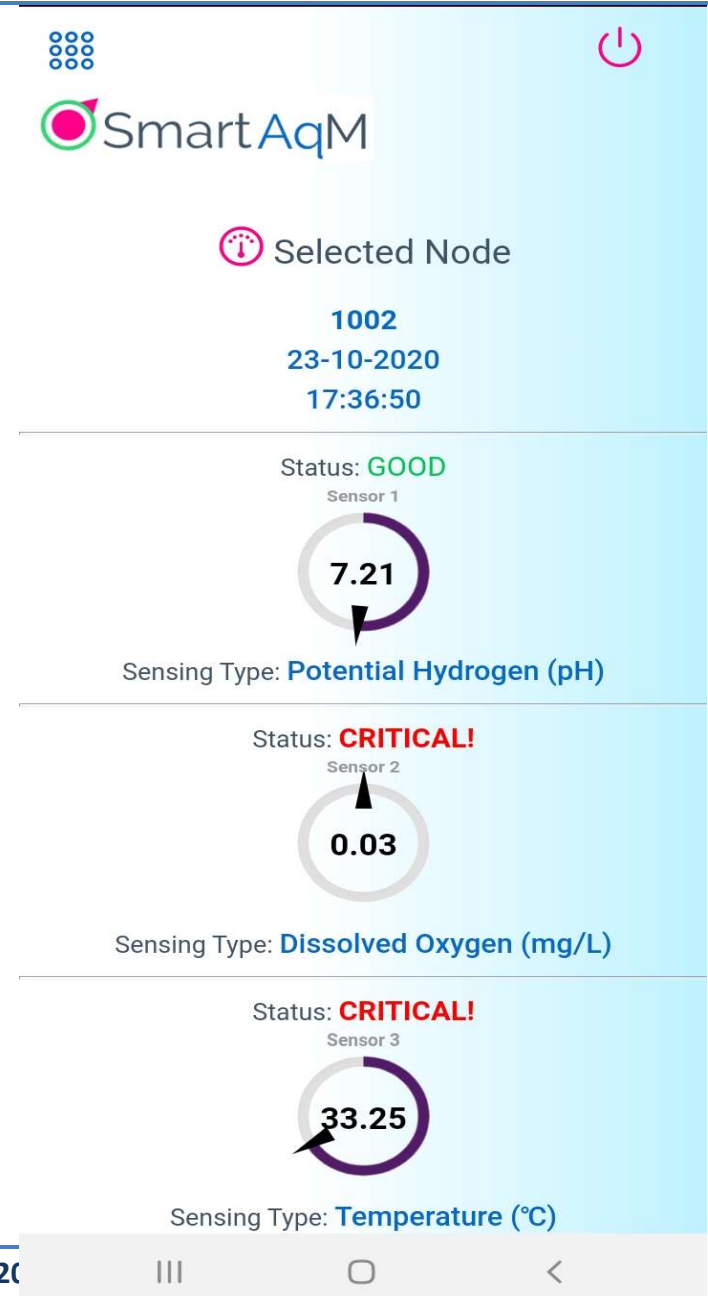 SmartAqM
Selected Node
1002
23-10-2020
17:36:50
Status: GOOD
Sensor 1
7.21
Sensing Type: Potential Hydrogen (pH)
Status: CRITICAL!
Sensor 2
0.03
Sensing Type: Dissolved Oxygen (mg/L)
Status: CRITICAL!
Sensor 3
33.25
Sensing Type: Temperature (℃)